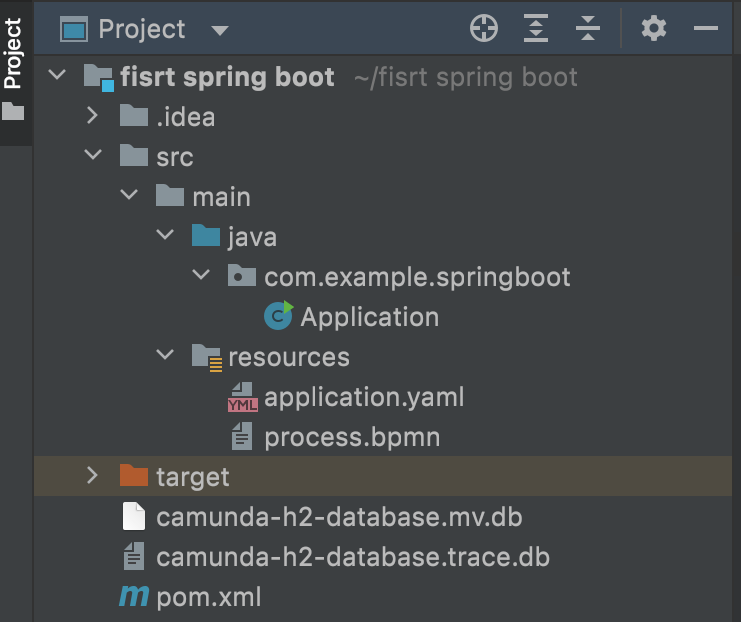 Project
Project
fisrt spring boot ~/fisrt spring boot
.idea
src
main
java
com.example.springboot
C Application
resources
YML application.yaml
process.bpmn
target
camunda-h2-database.mv.db
camunda-h2-database.trace.db
m pom.xml